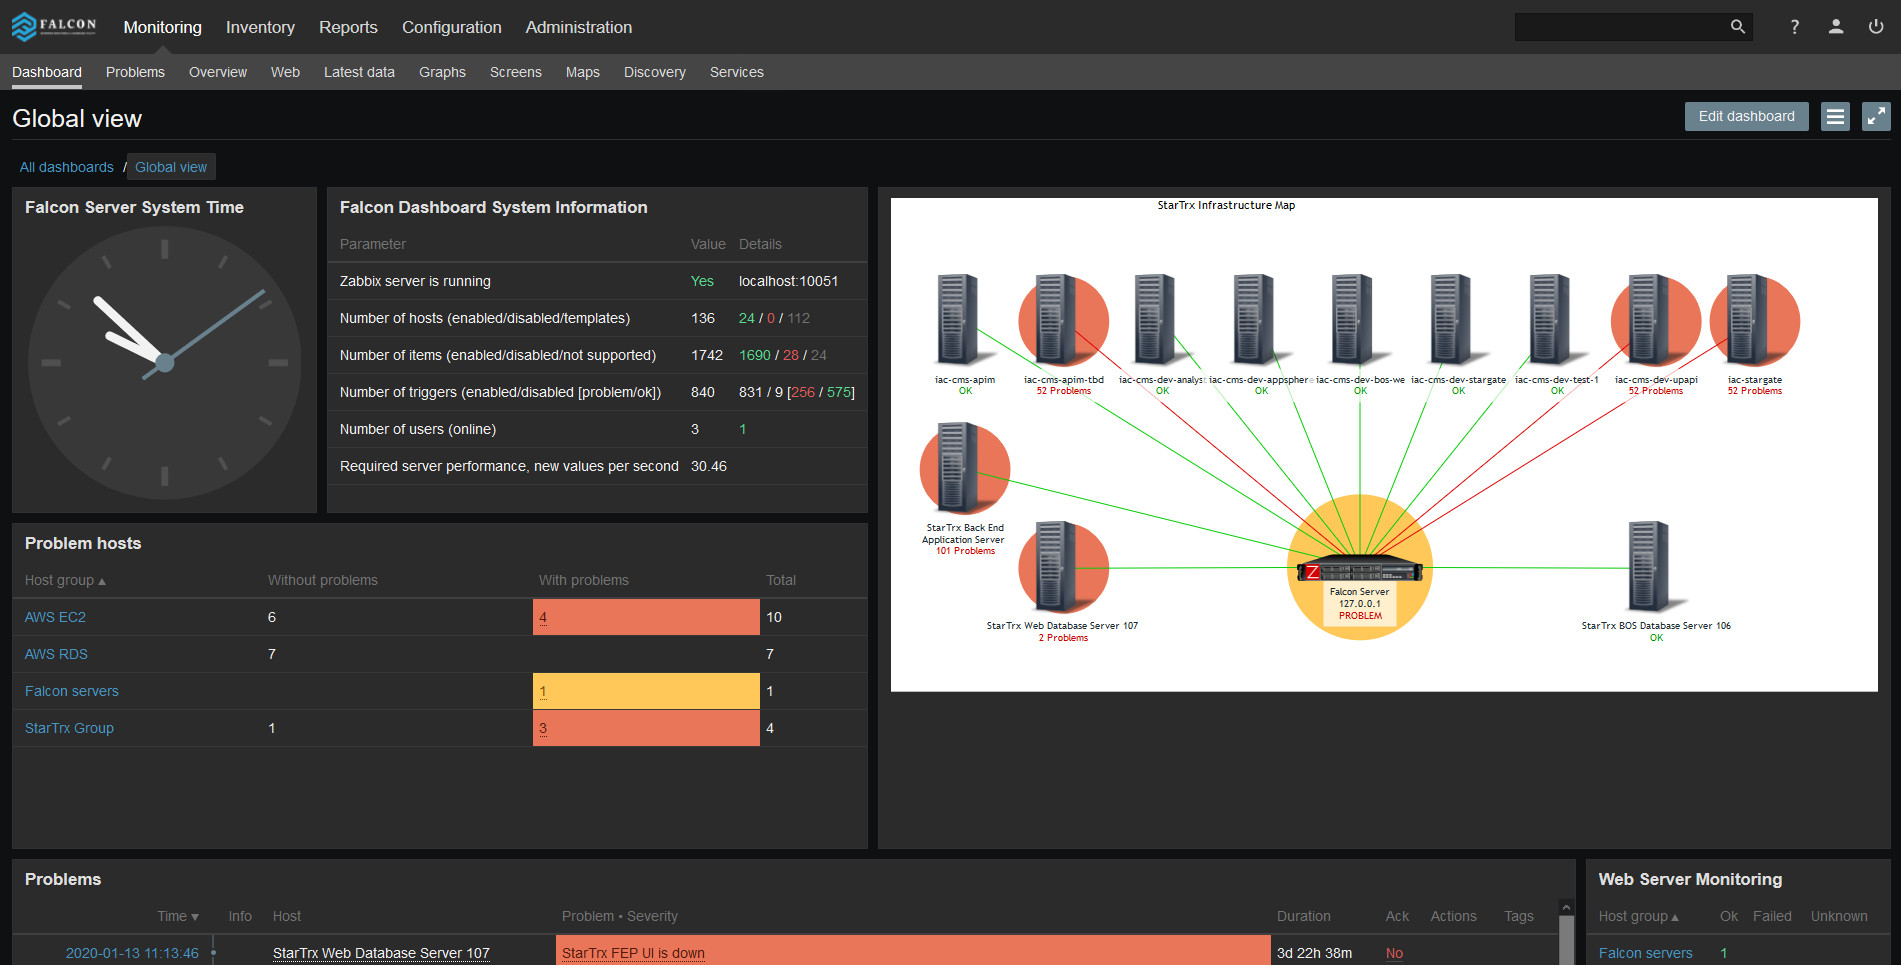 FALCON
Monitoring Inventory Reports Configuration Administration
?
Dashboard Problems Overview Web Latest data Graphs Screens Maps Discovery Services
Global view
Edit dashboard
All dashboards / Global view
Falcon Server System Time
Falcon Dashboard System Information
Parameter Value Details
Zabbix server is running Yes localhost:10051
Number of hosts (enabled/disabled/templates) 136 24 / 0 / 112
Number of items (enabled/disabled/not supported) 1742 1690 / 28 / 24
Number of triggers (enabled/disabled [problem/ok]) 840 831 / 9 [256 / 575]
Number of users (online) 3 1
Required server performance, new values per second 30.46
StarTrx Infrastructure Map
iac-cms-apim iac-cms-apim-tbd iac-cms-dev-analyst iac-cms-dev-appsphere iac-cms-dev-bos-we iac-cms-dev-stargate iac-cms-dev-test-1 iac-cms-dev-upapi iac-stargate
OK 52 Problems OK OK OK OK OK 52 Problems 52 Problems
StarTrx Back End
Application Server
101 Problems
Z
Falcon Server
127.0.0.1
PROBLEM
StarTrx Web Database Server 107
2 Problems
StarTrx BOS Database Server 106
OK
Problem hosts
Host group ▲ Without problems With problems Total
AWS EC2 6 4 10
AWS RDS 7 7
Falcon servers 1 1
StarTrx Group 1 3 4
Problems
Time ▼ Info Host Problem • Severity Duration Ack Actions Tags
2020-01-13 11:13:46 StarTrx Web Database Server 107 StarTrx FEP UI is down 3d 22h 38m No
Web Server Monitoring
Host group ▲ Ok Failed Unknown
Falcon servers 1